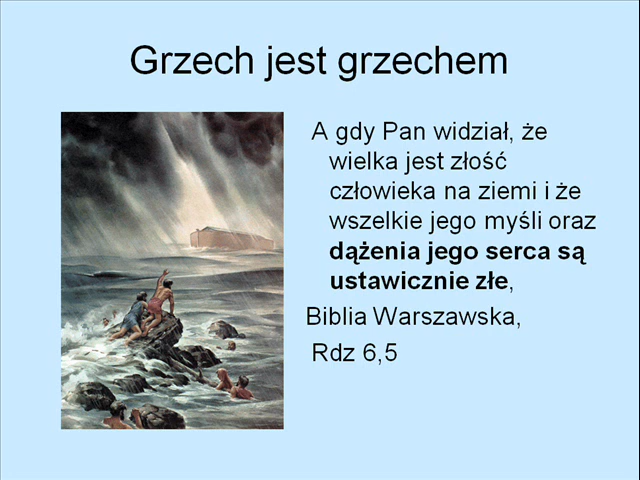 Grzech jest grzechem
A gdy Pan widział, że
wielka jest złość
człowieka na ziemi i że
wszelkie jego myśli oraz
dążenia jego serca są
ustawicznie złe,
Biblia Warszawska,
Rdz 6,5